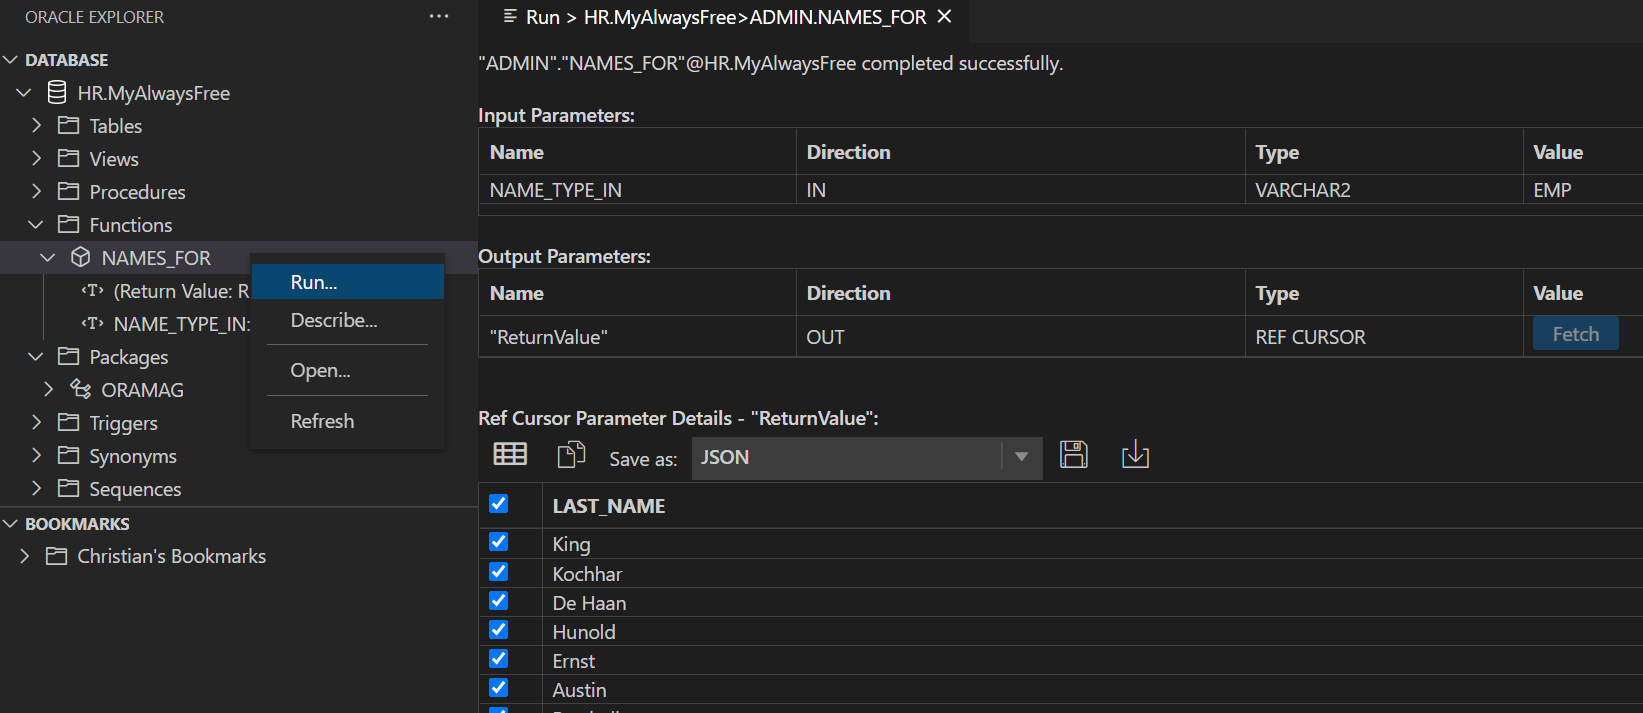 ORACLE EXPLORER
DATABASE
HR.MyAlwaysFree
Tables
Views
Procedures
Functions
NAMES_FOR
(Return Value: R
NAME_TYPE_IN:
Packages
ORAMAG
Triggers
Synonyms
Sequences
BOOKMARKS
Christian's Bookmarks
Run...
Describe...
Open...
Refresh
Run > HR.MyAlwaysFree>ADMIN.NAMES_FOR
"ADMIN"."NAMES_FOR"@HR.MyAlwaysFree completed successfully.
Input Parameters:
Name Direction Type Value
NAME_TYPE_IN IN VARCHAR2 EMP
Output Parameters:
Name Direction Type Value
"ReturnValue" OUT REF CURSOR Fetch
Ref Cursor Parameter Details - "ReturnValue":
Save as: JSON
LAST_NAME
King
Kochhar
De Haan
Hunold
Ernst
Austin